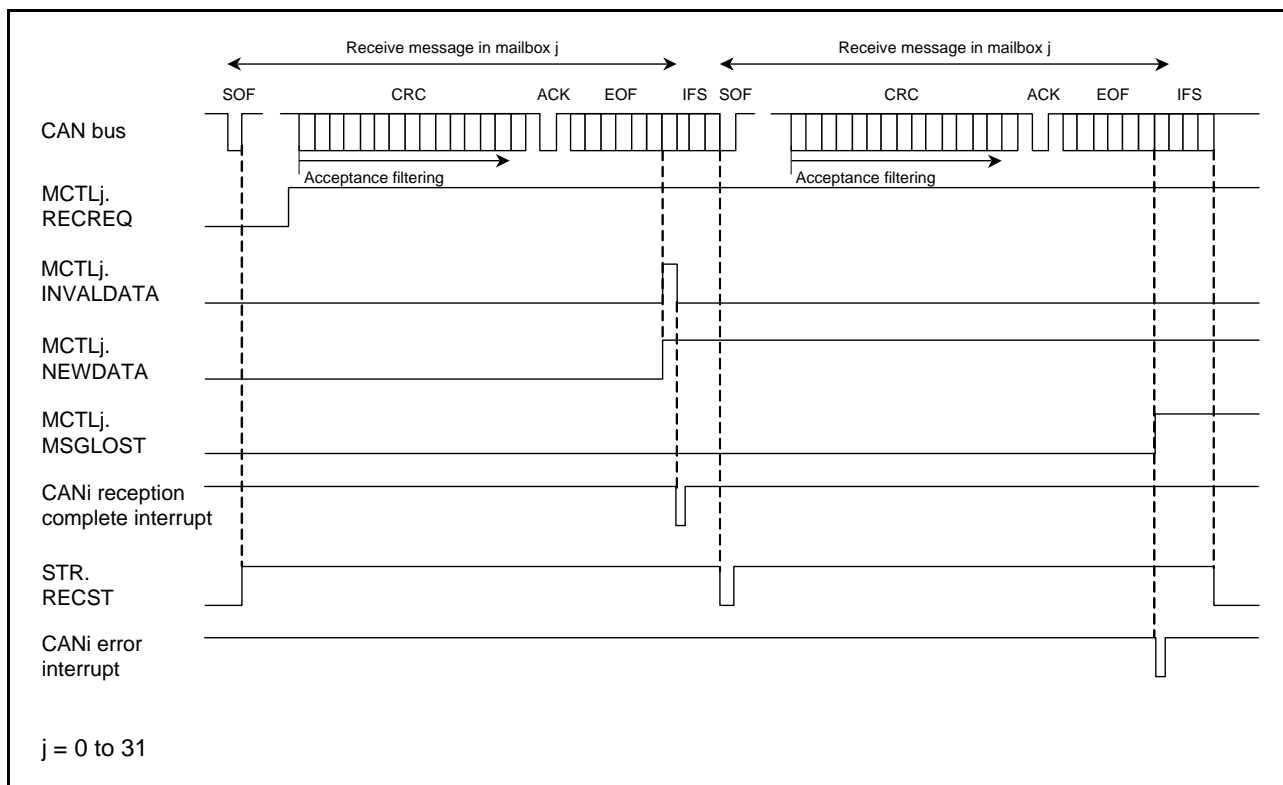 Receive message in mailbox j Receive message in mailbox j
SOF CRC ACK EOF IFS SOF CRC ACK EOF IFS
CAN bus
Acceptance filtering Acceptance filtering
MCTLj.
RECREQ
MCTLj.
INVALDATA
MCTLj.
NEWDATA
MCTLj.
MSGLOST
CANi reception
complete interrupt
STR.
RECST
CANi error
interrupt
j = 0 to 31